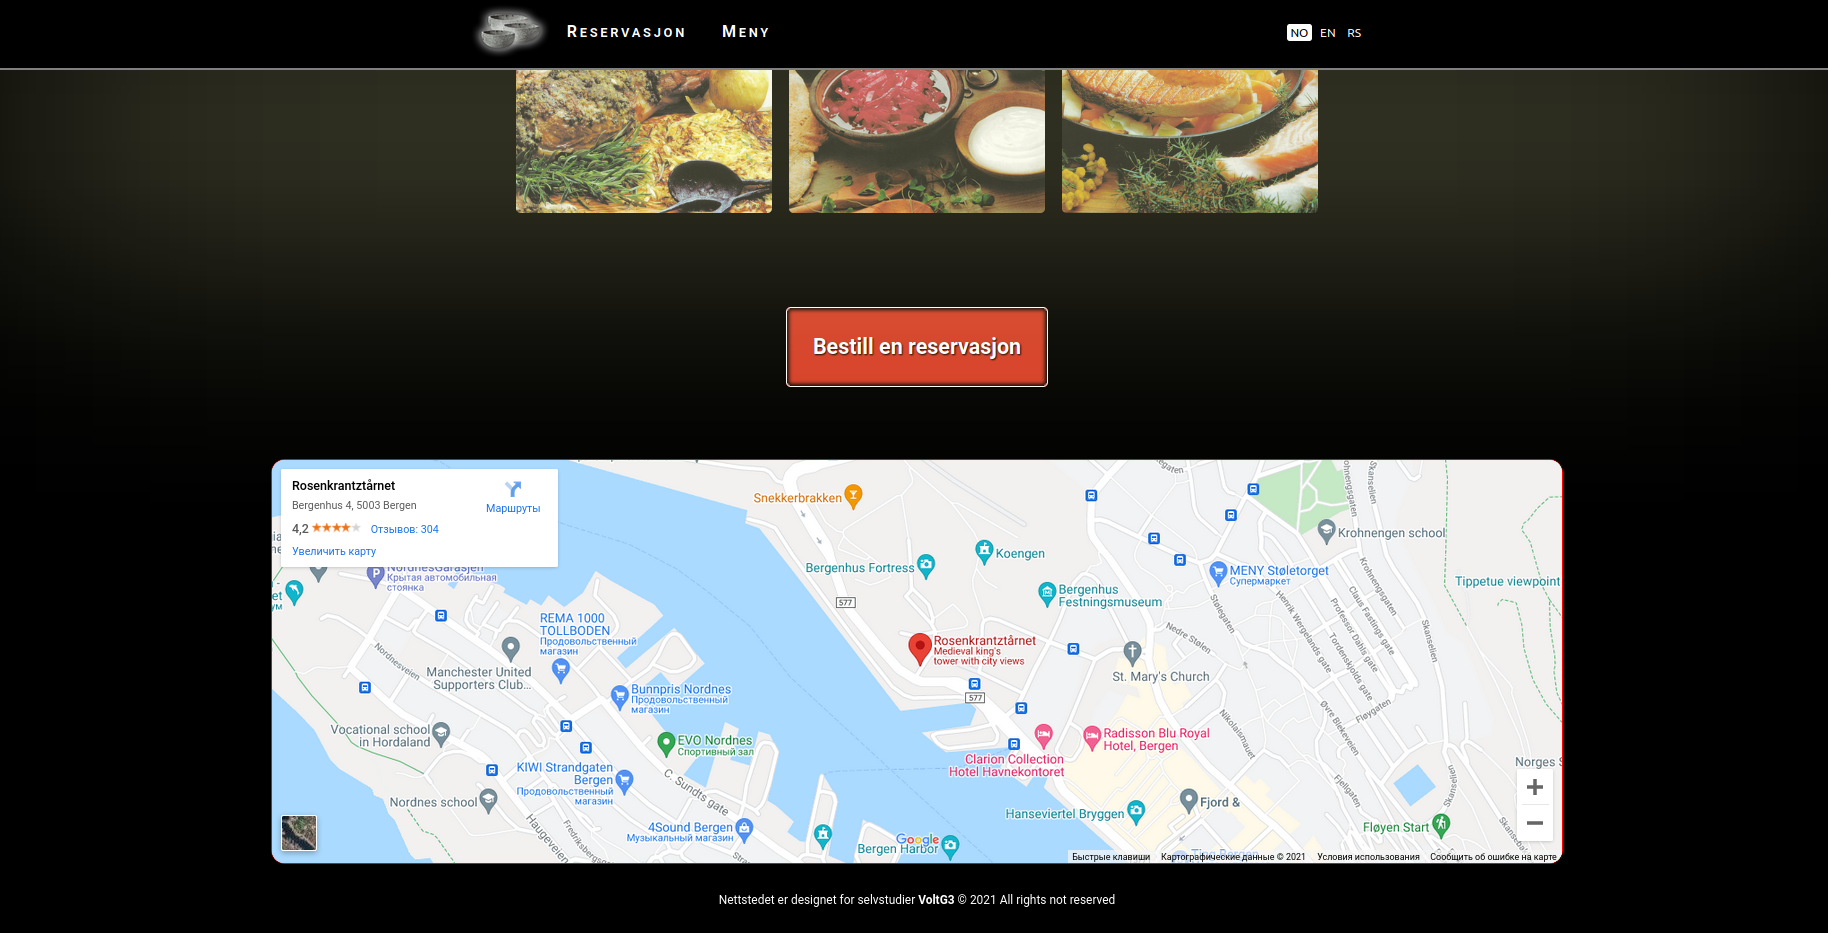 RESERVASJON
MENY
NO EN RS
Bestill en reservasjon
Rosenkrantztårnet
Bergenhus 4, 5003 Bergen
Маршруты
4,2
Отзывов: 304
Увеличить карту
Snekkerbrakken
Koengen
Bergenhus Fortress
Bergenhus
Festningsmuseum
577
Krohnengen school
MENY Støletorget
Супермаркет
Tippetue viewpoint
NordnesGarasjen
Крытая автомобильная
стоянка
ум
REMA 1000
TOLLBODEN
Продовольственный
магазин
Rosenkrantztårnet
Medieval king's
tower with city views
Nordnesveien
Manchester United
Supporters Club...
Bunnpris Nordnes
Продовольственный
магазин
577
St. Mary's Church
Nedre Stølen
Stølegaten
Henrik Wergelands gate
Professor Dahls gate
Claus Fastings gate
Tordenskjolds gate
Krohnengsgaten
Skanselien
Øvre Blekeveien
Fløygaten
Nikolaismauet
Fjellgaten
Vocational school
in Hordaland
EVO Nordnes
Спортивный зал
Radisson Blu Royal
Hotel, Bergen
Clarion Collection
Hotel Havnekontoret
KIWI Strandgaten
Bergen
Продовольственный
магазин
C. Sundts gate
Nordnes school
Haugeveien
4Sound Bergen
Музыкальный магазин
Hanseviertel Bryggen
Fjord &
Fløyen Start
Google
Bergen Harbor
Быстрые клавиши
Картографические данные © 2021
Условия использования
Сообщить об ошибке на карте
Nettstedet er designet for selvstudier VoltG3 © 2021 All rights not reserved